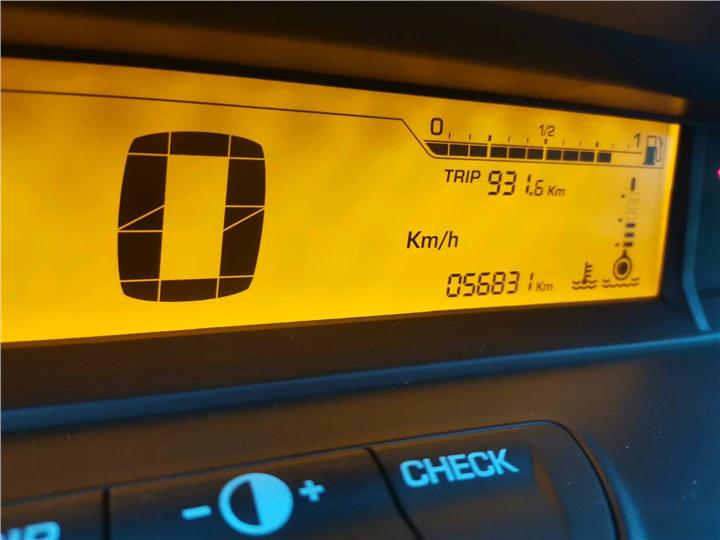 0
0 1/2 1
TRIP 931.6 Km
Km/h
056831 Km
- +
CHECK